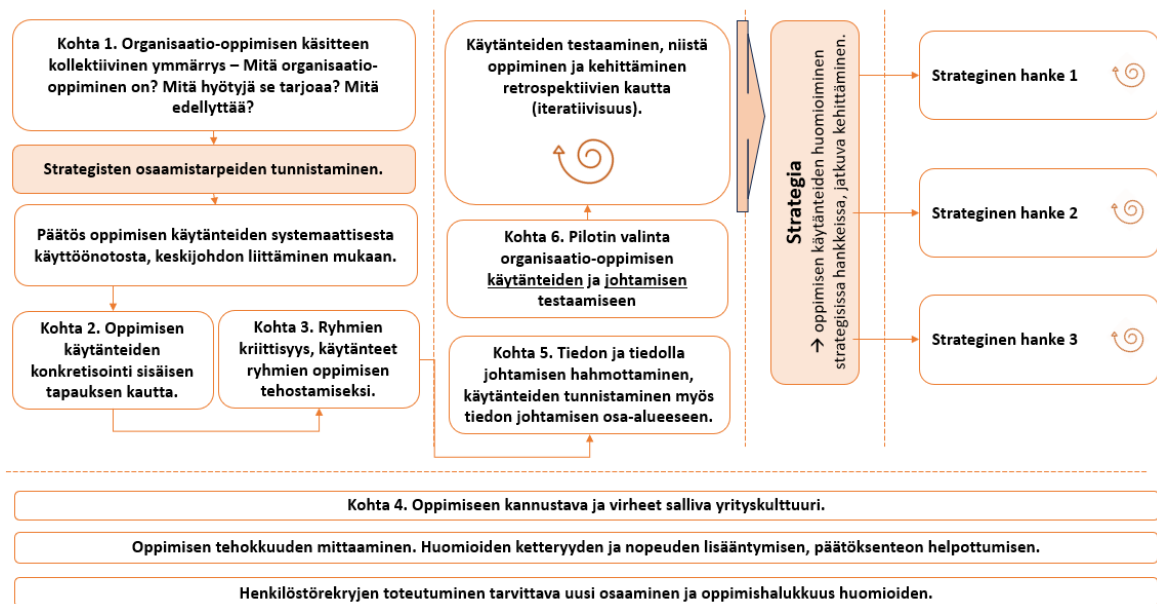 Kohta 1. Organisaatio-oppimisen käsitteen
kollektiivinen ymmärrys – Mitä organisaatio-
oppiminen on? Mitä hyötyjä se tarjoaa? Mitä
edellyttää?
Strategisten osaamistarpeiden tunnistaminen.
Päätös oppimisen käytänteiden systemaattisesta
käyttöönotosta, keskijohdon liittäminen mukaan.
Kohta 2. Oppimisen
käytänteiden
konkretisointi sisäisen
tapauksen kautta.
Kohta 3. Ryhmien
kriittisyys, käytänteet
ryhmien oppimisen
tehostamiseksi.
Käytänteiden testaaminen, niistä
oppiminen ja kehittäminen
retrospektiivien kautta
(iteratiivisuus).
Kohta 6. Pilotin valinta
organisaatio-oppimisen
käytänteiden ja johtamisen
testaamiseen
Kohta 5. Tiedon ja tiedolla
johtamisen hahmottaminen,
käytänteiden tunnistaminen myös
tiedon johtamisen osa-alueeseen.
Strategia
→ oppimisen käytänteiden huomioiminen
strategisissa hankkeissa, jatkuva kehittäminen.
Strateginen hanke 1
Strateginen hanke 2
Strateginen hanke 3
Kohta 4. Oppimiseen kannustava ja virheet salliva yrityskulttuuri.
Oppimisen tehokkuuden mittaaminen. Huomioiden ketteryyden ja nopeuden lisääntymisen, päätöksenteon helpottumisen.
Henkilöstörekryjen toteutuminen tarvittava uusi osaaminen ja oppimishalukkuus huomioiden.